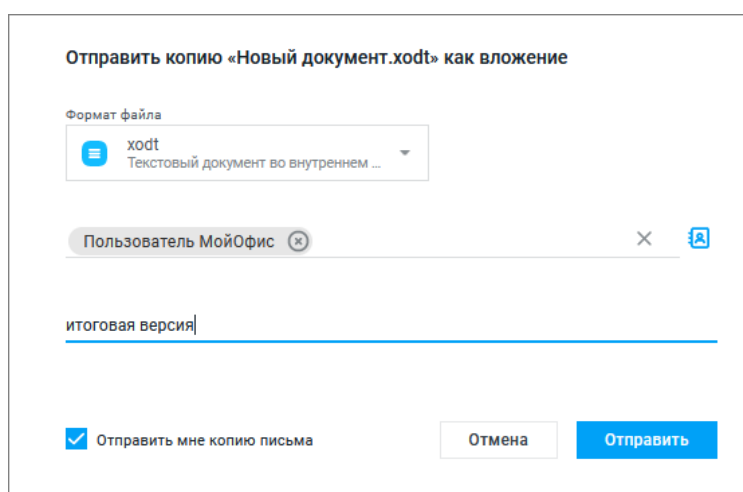 Отправить копию «Новый документ.xodt» как вложение
Формат файла
xodt
Текстовый документ во внутреннем ...
Пользователь МойОфис
итоговая версия
Отправить мне копию письма
Отмена
Отправить